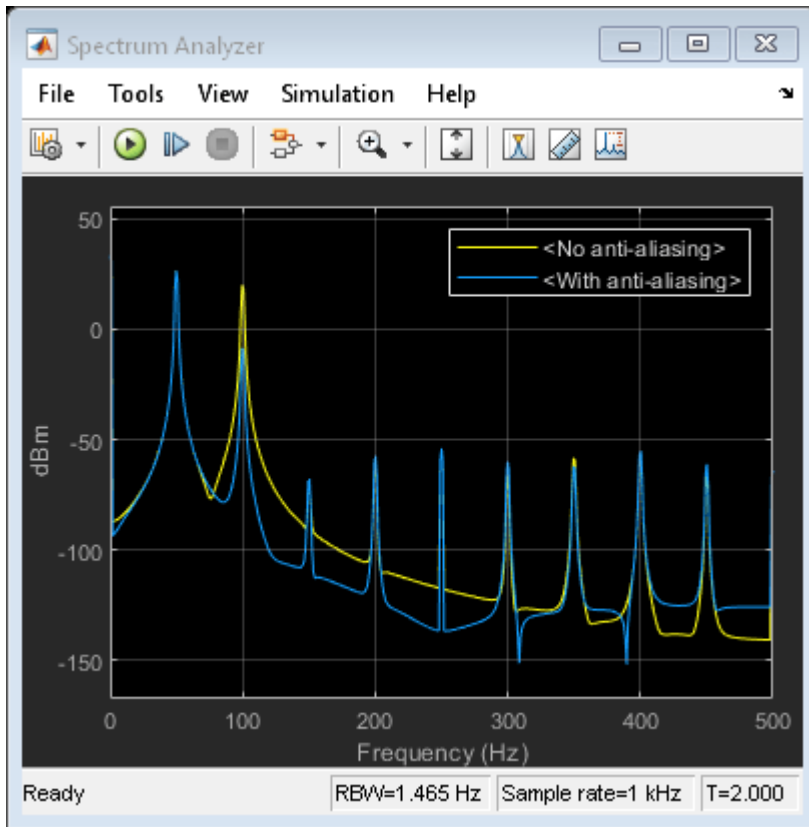 Spectrum Analyzer
File Tools View Simulation Help
50
0
-50
-100
-150
dBm
<No anti-aliasing>
<With anti-aliasing>
0 100 200 300 400 500
Frequency (Hz)
Ready RBW=1.465 Hz Sample rate=1 kHz T=2.000